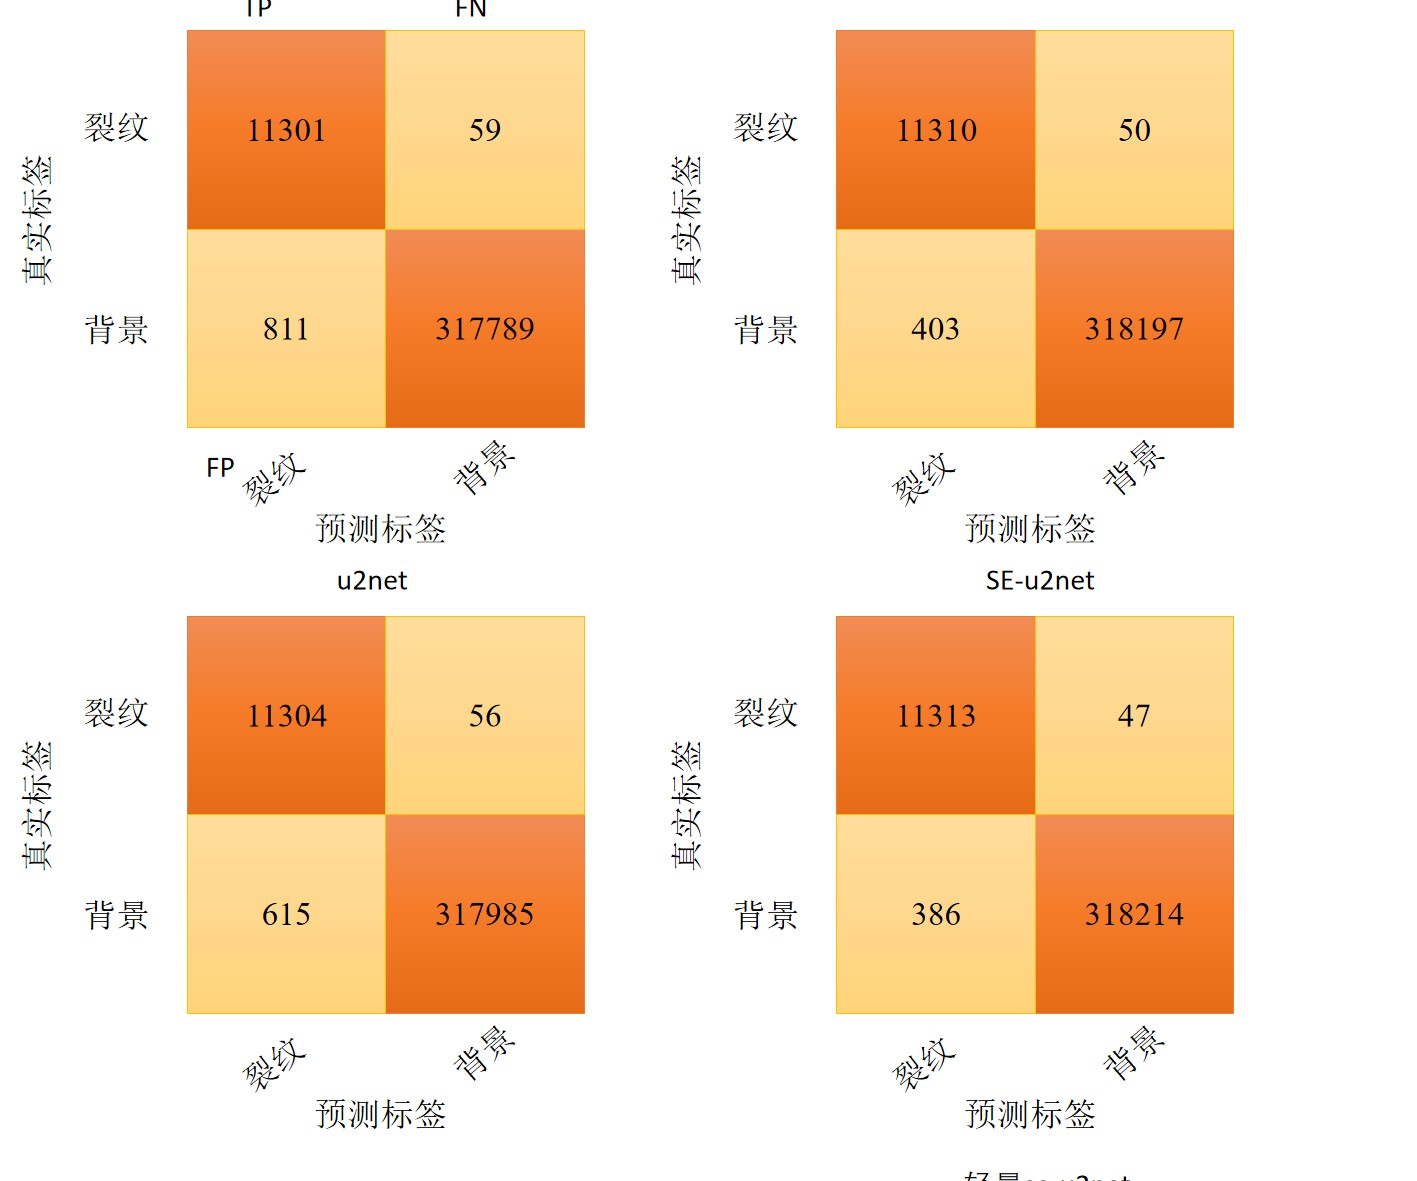 TP FN
真实标签
裂纹 11301 59
背景 811 317789
FP 裂纹 背景
预测标签
u2net
真实标签
裂纹 11310 50
背景 403 318197
裂纹 背景
预测标签
SE-u2net
真实标签
裂纹 11304 56
背景 615 317985
裂纹 背景
预测标签
真实标签
裂纹 11313 47
背景 386 318214
裂纹 背景
预测标签